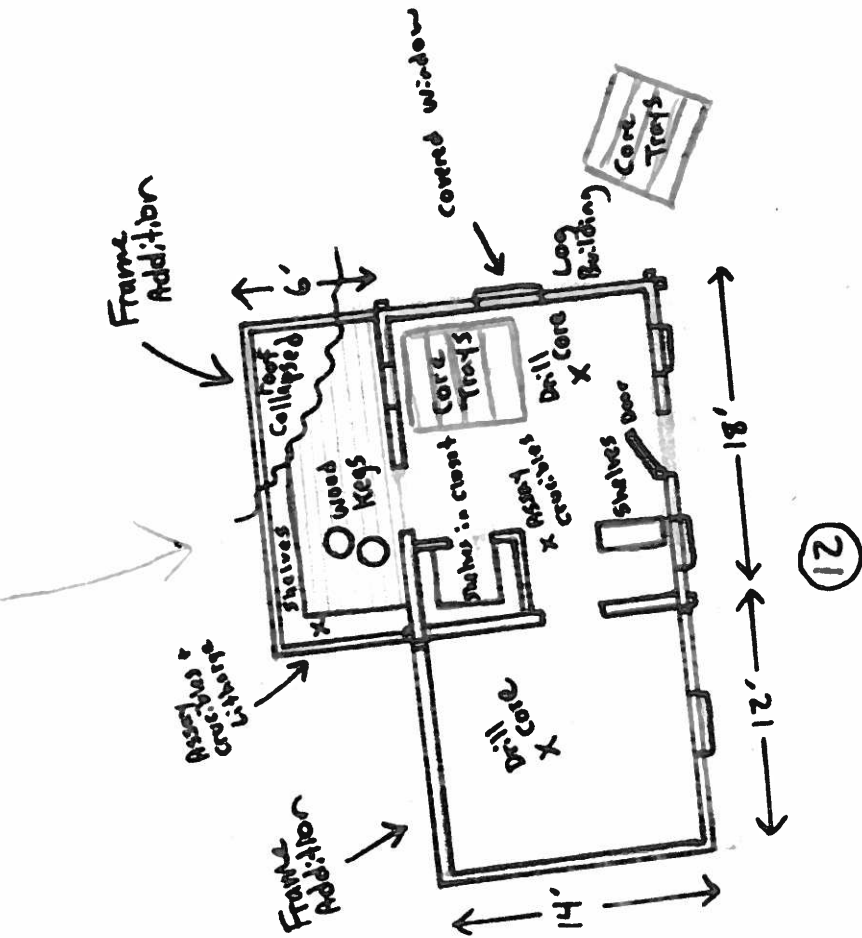 Frame
Addition
6'
covered window
Core
Trays
Log
Building
roof
Collapsed
Shelves
Wood
Kegs
Core
Trays
Shelves in closet
Drill
Core
X
Assay
crucibles
X
Shelves
Door
Assay
crucibles +
Litharge
X
Frame
Addition
Drill
Core
X
14'
12'
18'
21